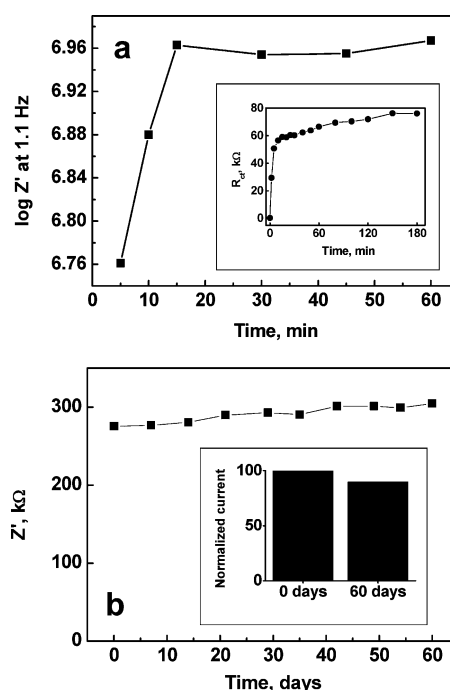 a
log Z' at 1.1 Hz
6.96
6.92
6.88
6.84
6.80
6.76
0 10 20 30 40 50 60
Time, min
R_ct, kΩ
80
60
40
20
0
0 60 120 180
Time, min
b
Z', kΩ
300
200
100
0
0 10 20 30 40 50 60
Time, days
Normalized current
100
50
0
0 days 60 days